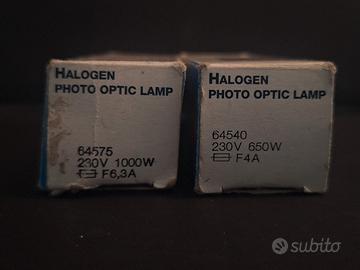 HALOGEN
PHOTO OPTIC LAMP
64575
230V 1000W
F6,3A
HALOGEN
PHOTO OPTIC LAMP
64540
230V 650W
F4A
subito